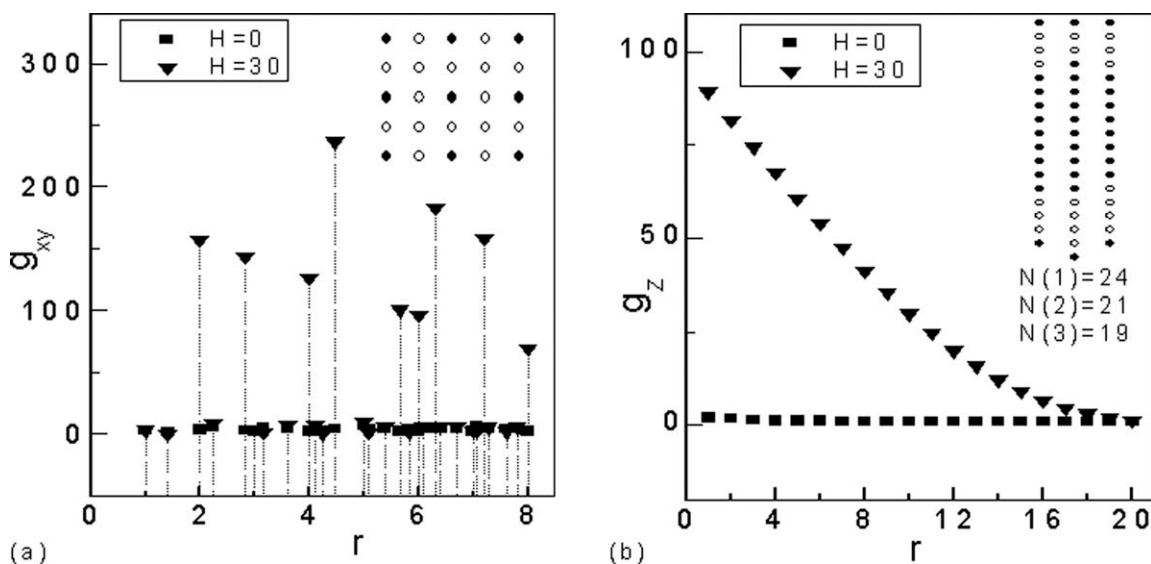 H=0
H=30
300
200
100
0
g_xy
0 2 4 6 8
r
(a)
H=0
H=30
100
50
0
g_z
N(1)=24
N(2)=21
N(3)=19
0 4 8 12 16 20
r
(b)